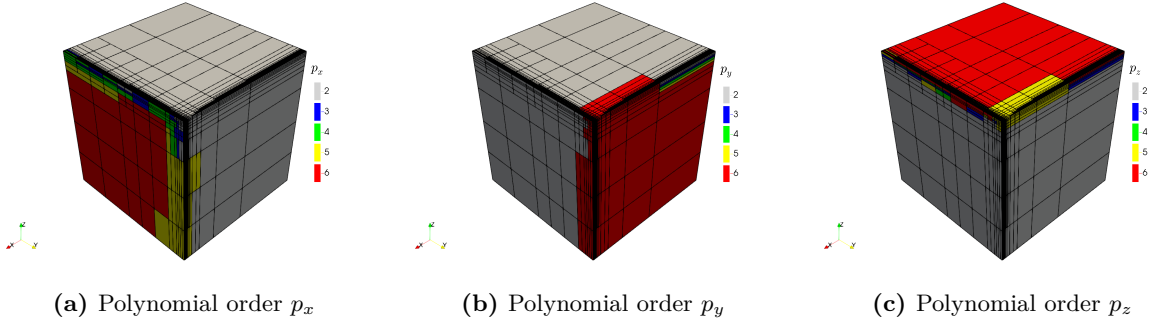 p_x
2
3
4
5
6
z
x
Y
(a) Polynomial order p_x
p_y
2
3
4
5
6
z
x
Y
(b) Polynomial order p_y
p_z
2
3
4
5
6
z
x
Y
(c) Polynomial order p_z